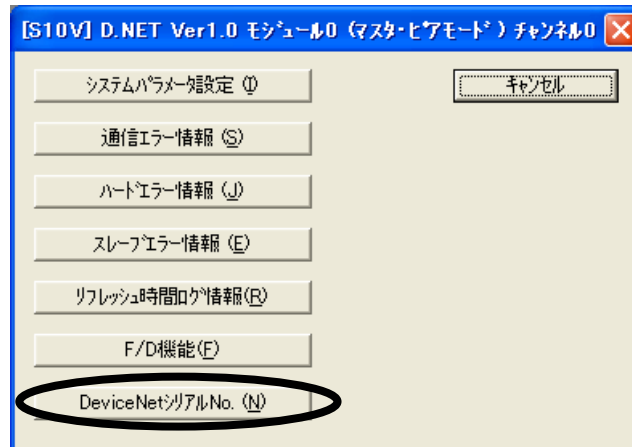 [S10V] D.NET Ver1.0 モジュール0 (マスタ・ピアモード) チャンネル0
システムパラメータ設定 (I)
キャンセル
通信エラー情報 (S)
ハードエラー情報 (J)
スレーブエラー情報 (E)
リフレッシュ時間ログ情報(R)
F/D機能(F)
DeviceNetシリアルNo. (N)